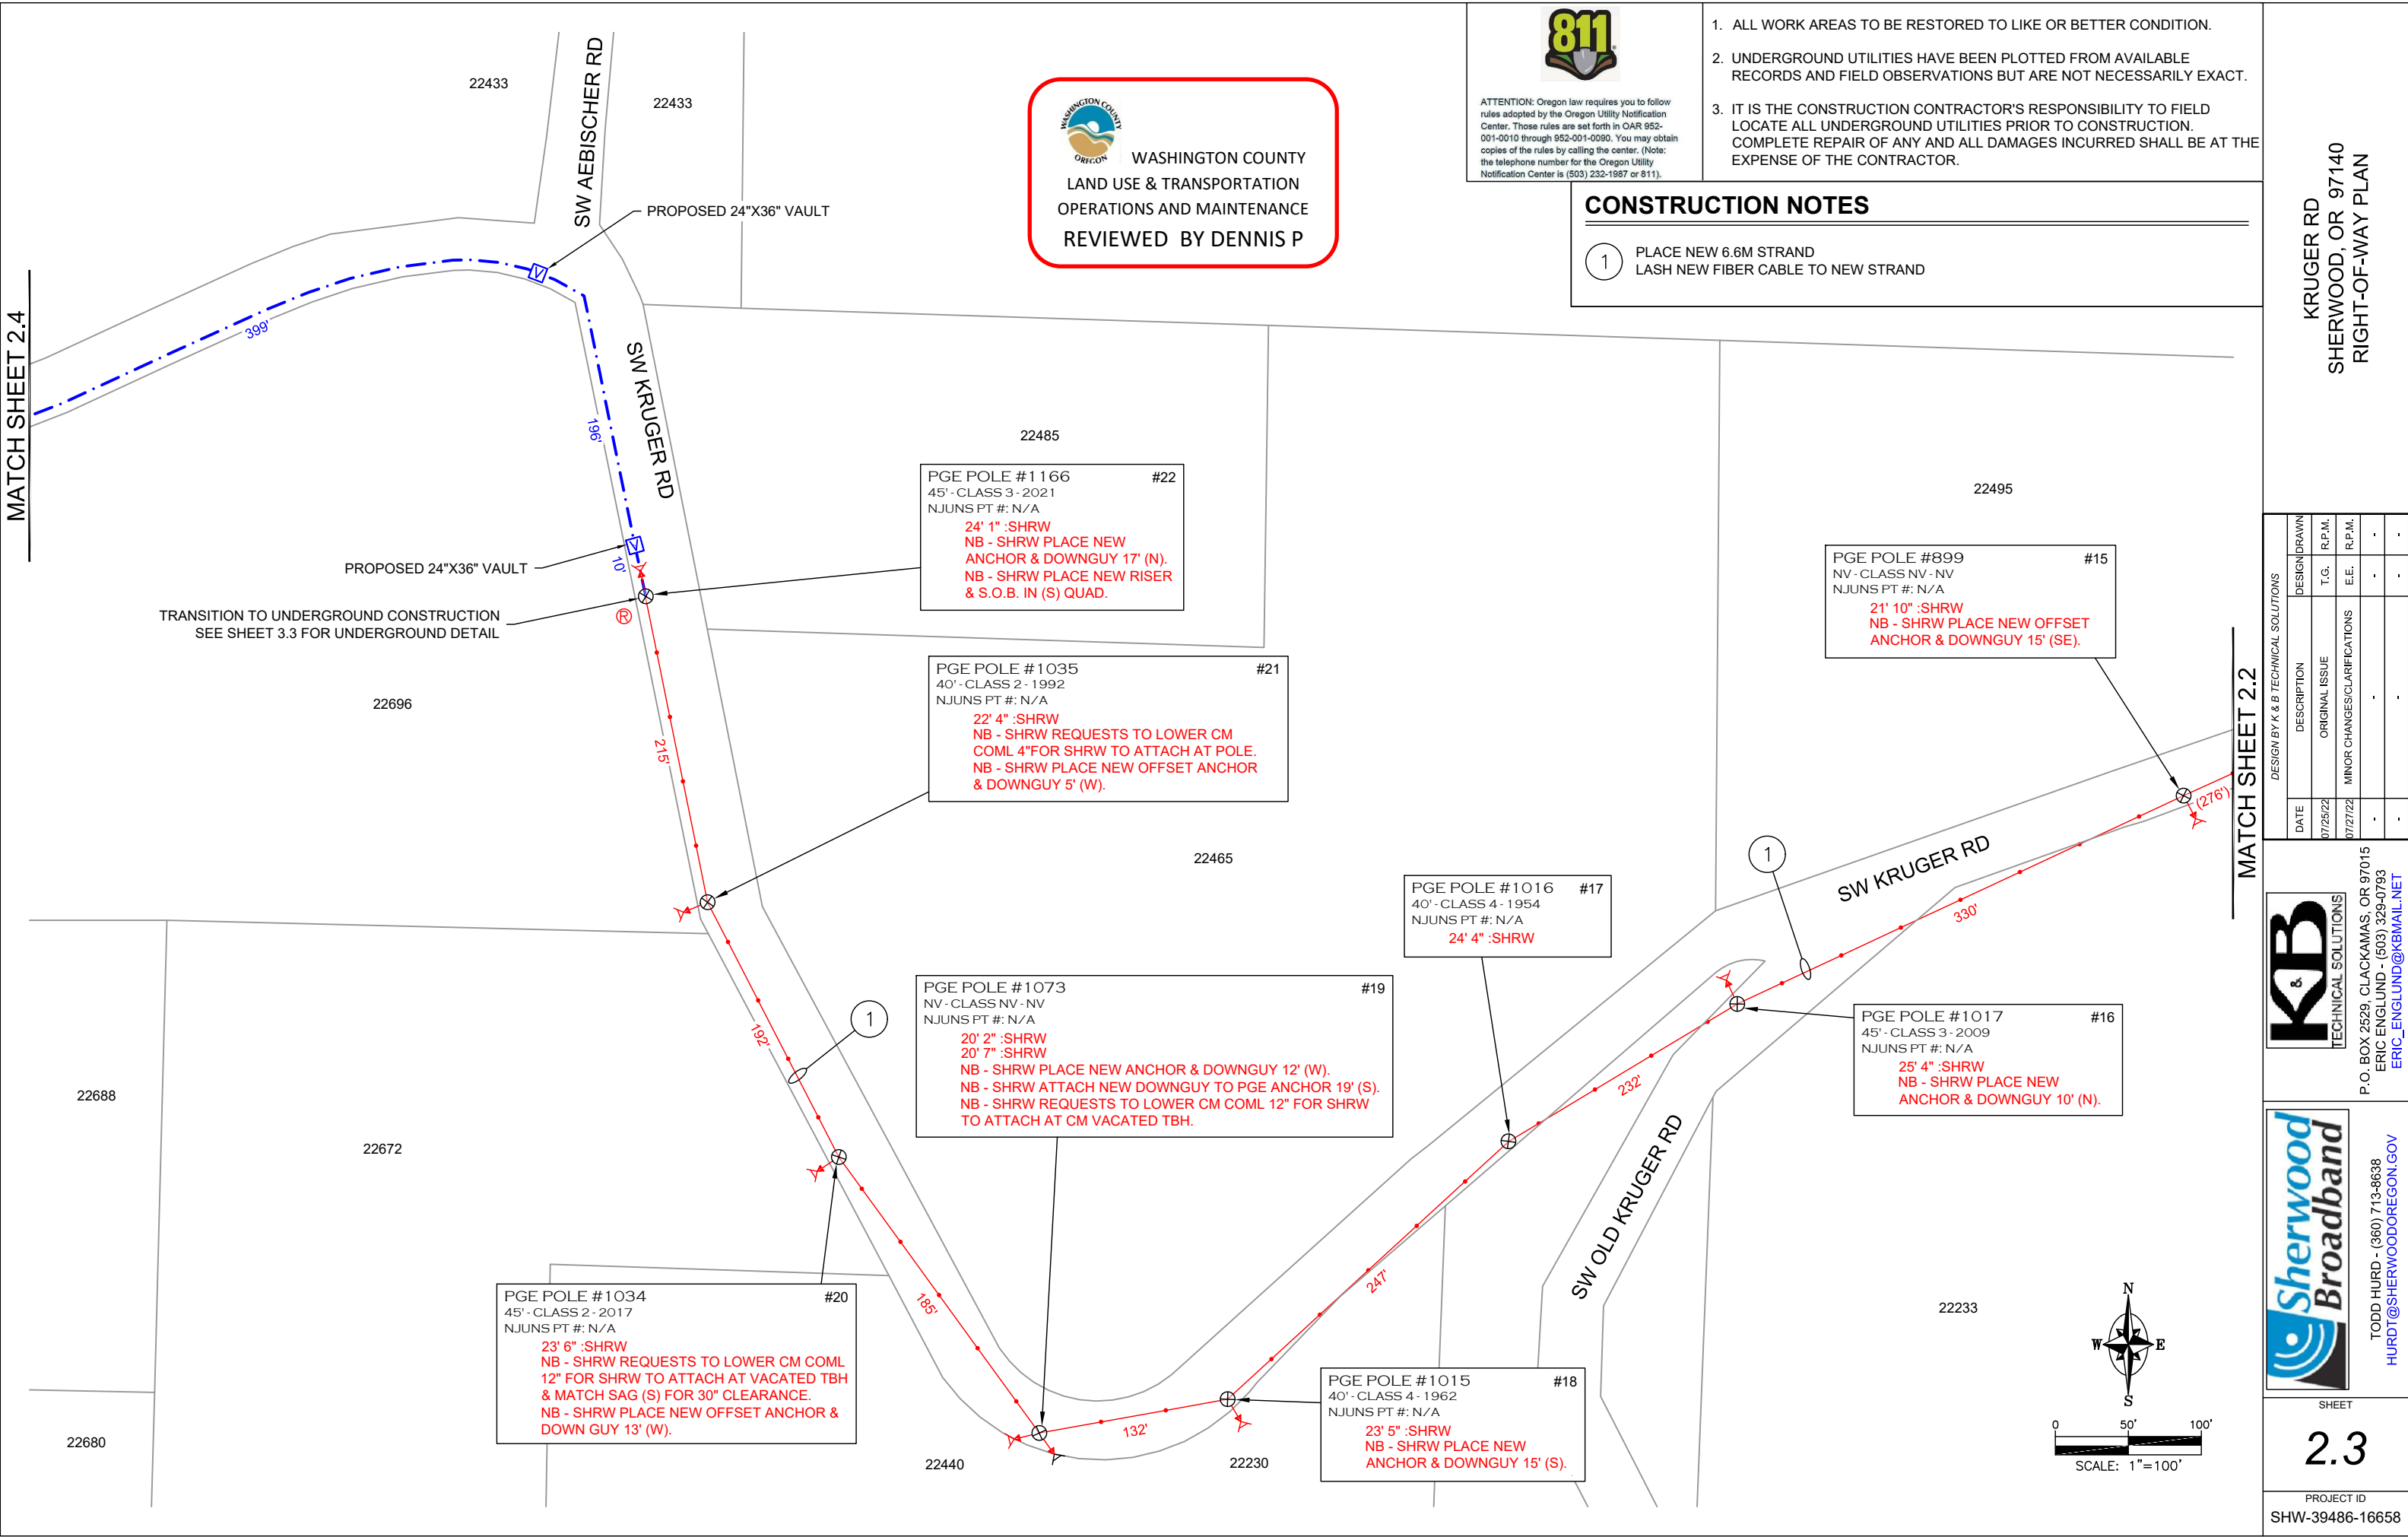 811
ATTENTION: Oregon law requires you to follow
rules adopted by the Oregon Utility Notification
Center. Those rules are set forth in OAR 952-
001-0010 through 952-001-0090. You may obtain
copies of the rules by calling the center. (Note:
the telephone number for the Oregon Utility
Notification Center is (503) 232-1987 or 811).
1. ALL WORK AREAS TO BE RESTORED TO LIKE OR BETTER CONDITION.
2. UNDERGROUND UTILITIES HAVE BEEN PLOTTED FROM AVAILABLE
RECORDS AND FIELD OBSERVATIONS BUT ARE NOT NECESSARILY EXACT.
3. IT IS THE CONSTRUCTION CONTRACTOR'S RESPONSIBILITY TO FIELD
LOCATE ALL UNDERGROUND UTILITIES PRIOR TO CONSTRUCTION.
COMPLETE REPAIR OF ANY AND ALL DAMAGES INCURRED SHALL BE AT THE
EXPENSE OF THE CONTRACTOR.
CONSTRUCTION NOTES
1
PLACE NEW 6.6M STRAND
LASH NEW FIBER CABLE TO NEW STRAND
WASHINGTON COUNTY
OREGON
WASHINGTON COUNTY
LAND USE & TRANSPORTATION
OPERATIONS AND MAINTENANCE
REVIEWED BY DENNIS P
22433
SW AEBISCHER RD
22433
PROPOSED 24"X36" VAULT
V
MATCH SHEET 2.4
399'
196'
SW KRUGER RD
22485
22495
PGE POLE #1166 #22
45' - CLASS 3 - 2021
NJUNS PT #: N/A
24' 1" :SHRW
NB - SHRW PLACE NEW
ANCHOR & DOWNGUY 17' (N).
NB - SHRW PLACE NEW RISER
& S.O.B. IN (S) QUAD.
V
10'
PROPOSED 24"X36" VAULT
TRANSITION TO UNDERGROUND CONSTRUCTION
SEE SHEET 3.3 FOR UNDERGROUND DETAIL
R
PGE POLE #899 #15
NV - CLASS NV - NV
NJUNS PT #: N/A
21' 10" :SHRW
NB - SHRW PLACE NEW OFFSET
ANCHOR & DOWNGUY 15' (SE).
22696
215'
PGE POLE #1035 #21
40' - CLASS 2 - 1992
NJUNS PT #: N/A
22' 4" :SHRW
NB - SHRW REQUESTS TO LOWER CM
COML 4"FOR SHRW TO ATTACH AT POLE.
NB - SHRW PLACE NEW OFFSET ANCHOR
& DOWNGUY 5' (W).
(276')
MATCH SHEET 2.2
22465
1
SW KRUGER RD
330'
PGE POLE #1016 #17
40' - CLASS 4 - 1954
NJUNS PT #: N/A
24' 4" :SHRW
192'
1
PGE POLE #1073 #19
NV - CLASS NV - NV
NJUNS PT #: N/A
20' 2" :SHRW
20' 7" :SHRW
NB - SHRW PLACE NEW ANCHOR & DOWNGUY 12' (W).
NB - SHRW ATTACH NEW DOWNGUY TO PGE ANCHOR 19' (S).
NB - SHRW REQUESTS TO LOWER CM COML 12" FOR SHRW
TO ATTACH AT CM VACATED TBH.
PGE POLE #1017 #16
45' - CLASS 3 - 2009
NJUNS PT #: N/A
25' 4" :SHRW
NB - SHRW PLACE NEW
ANCHOR & DOWNGUY 10' (N).
232'
22688
22672
SW OLD KRUGER RD
PGE POLE #1034 #20
45' - CLASS 2 - 2017
NJUNS PT #: N/A
23' 6" :SHRW
NB - SHRW REQUESTS TO LOWER CM COML
12" FOR SHRW TO ATTACH AT VACATED TBH
& MATCH SAG (S) FOR 30" CLEARANCE.
NB - SHRW PLACE NEW OFFSET ANCHOR &
DOWN GUY 13' (W).
185'
247'
132'
22233
PGE POLE #1015 #18
40' - CLASS 4 - 1962
NJUNS PT #: N/A
23' 5" :SHRW
NB - SHRW PLACE NEW
ANCHOR & DOWNGUY 15' (S).
22680
22440
22230
N
W E
S
0 50' 100'
SCALE: 1"=100'
KRUGER RD
SHERWOOD, OR 97140
RIGHT-OF-WAY PLAN
DESIGN BY K & B TECHNICAL SOLUTIONS
DATE DESCRIPTION DESIGN DRAWN
07/25/22 ORIGINAL ISSUE T.G. R.P.M.
07/27/22 MINOR CHANGES/CLARIFICATIONS E.E. R.P.M.
- - - -
- - - -
K&B
TECHNICAL SOLUTIONS
P.O. BOX 2529, CLACKAMAS, OR 97015
ERIC ENGLUND - (503) 329-0793
ERIC_ENGLUND@KBMAIL.NET
Sherwood
Broadband
TODD HURD - (360) 713-8638
HURDT@SHERWOODOREGON.GOV
SHEET
2.3
PROJECT ID
SHW-39486-16658